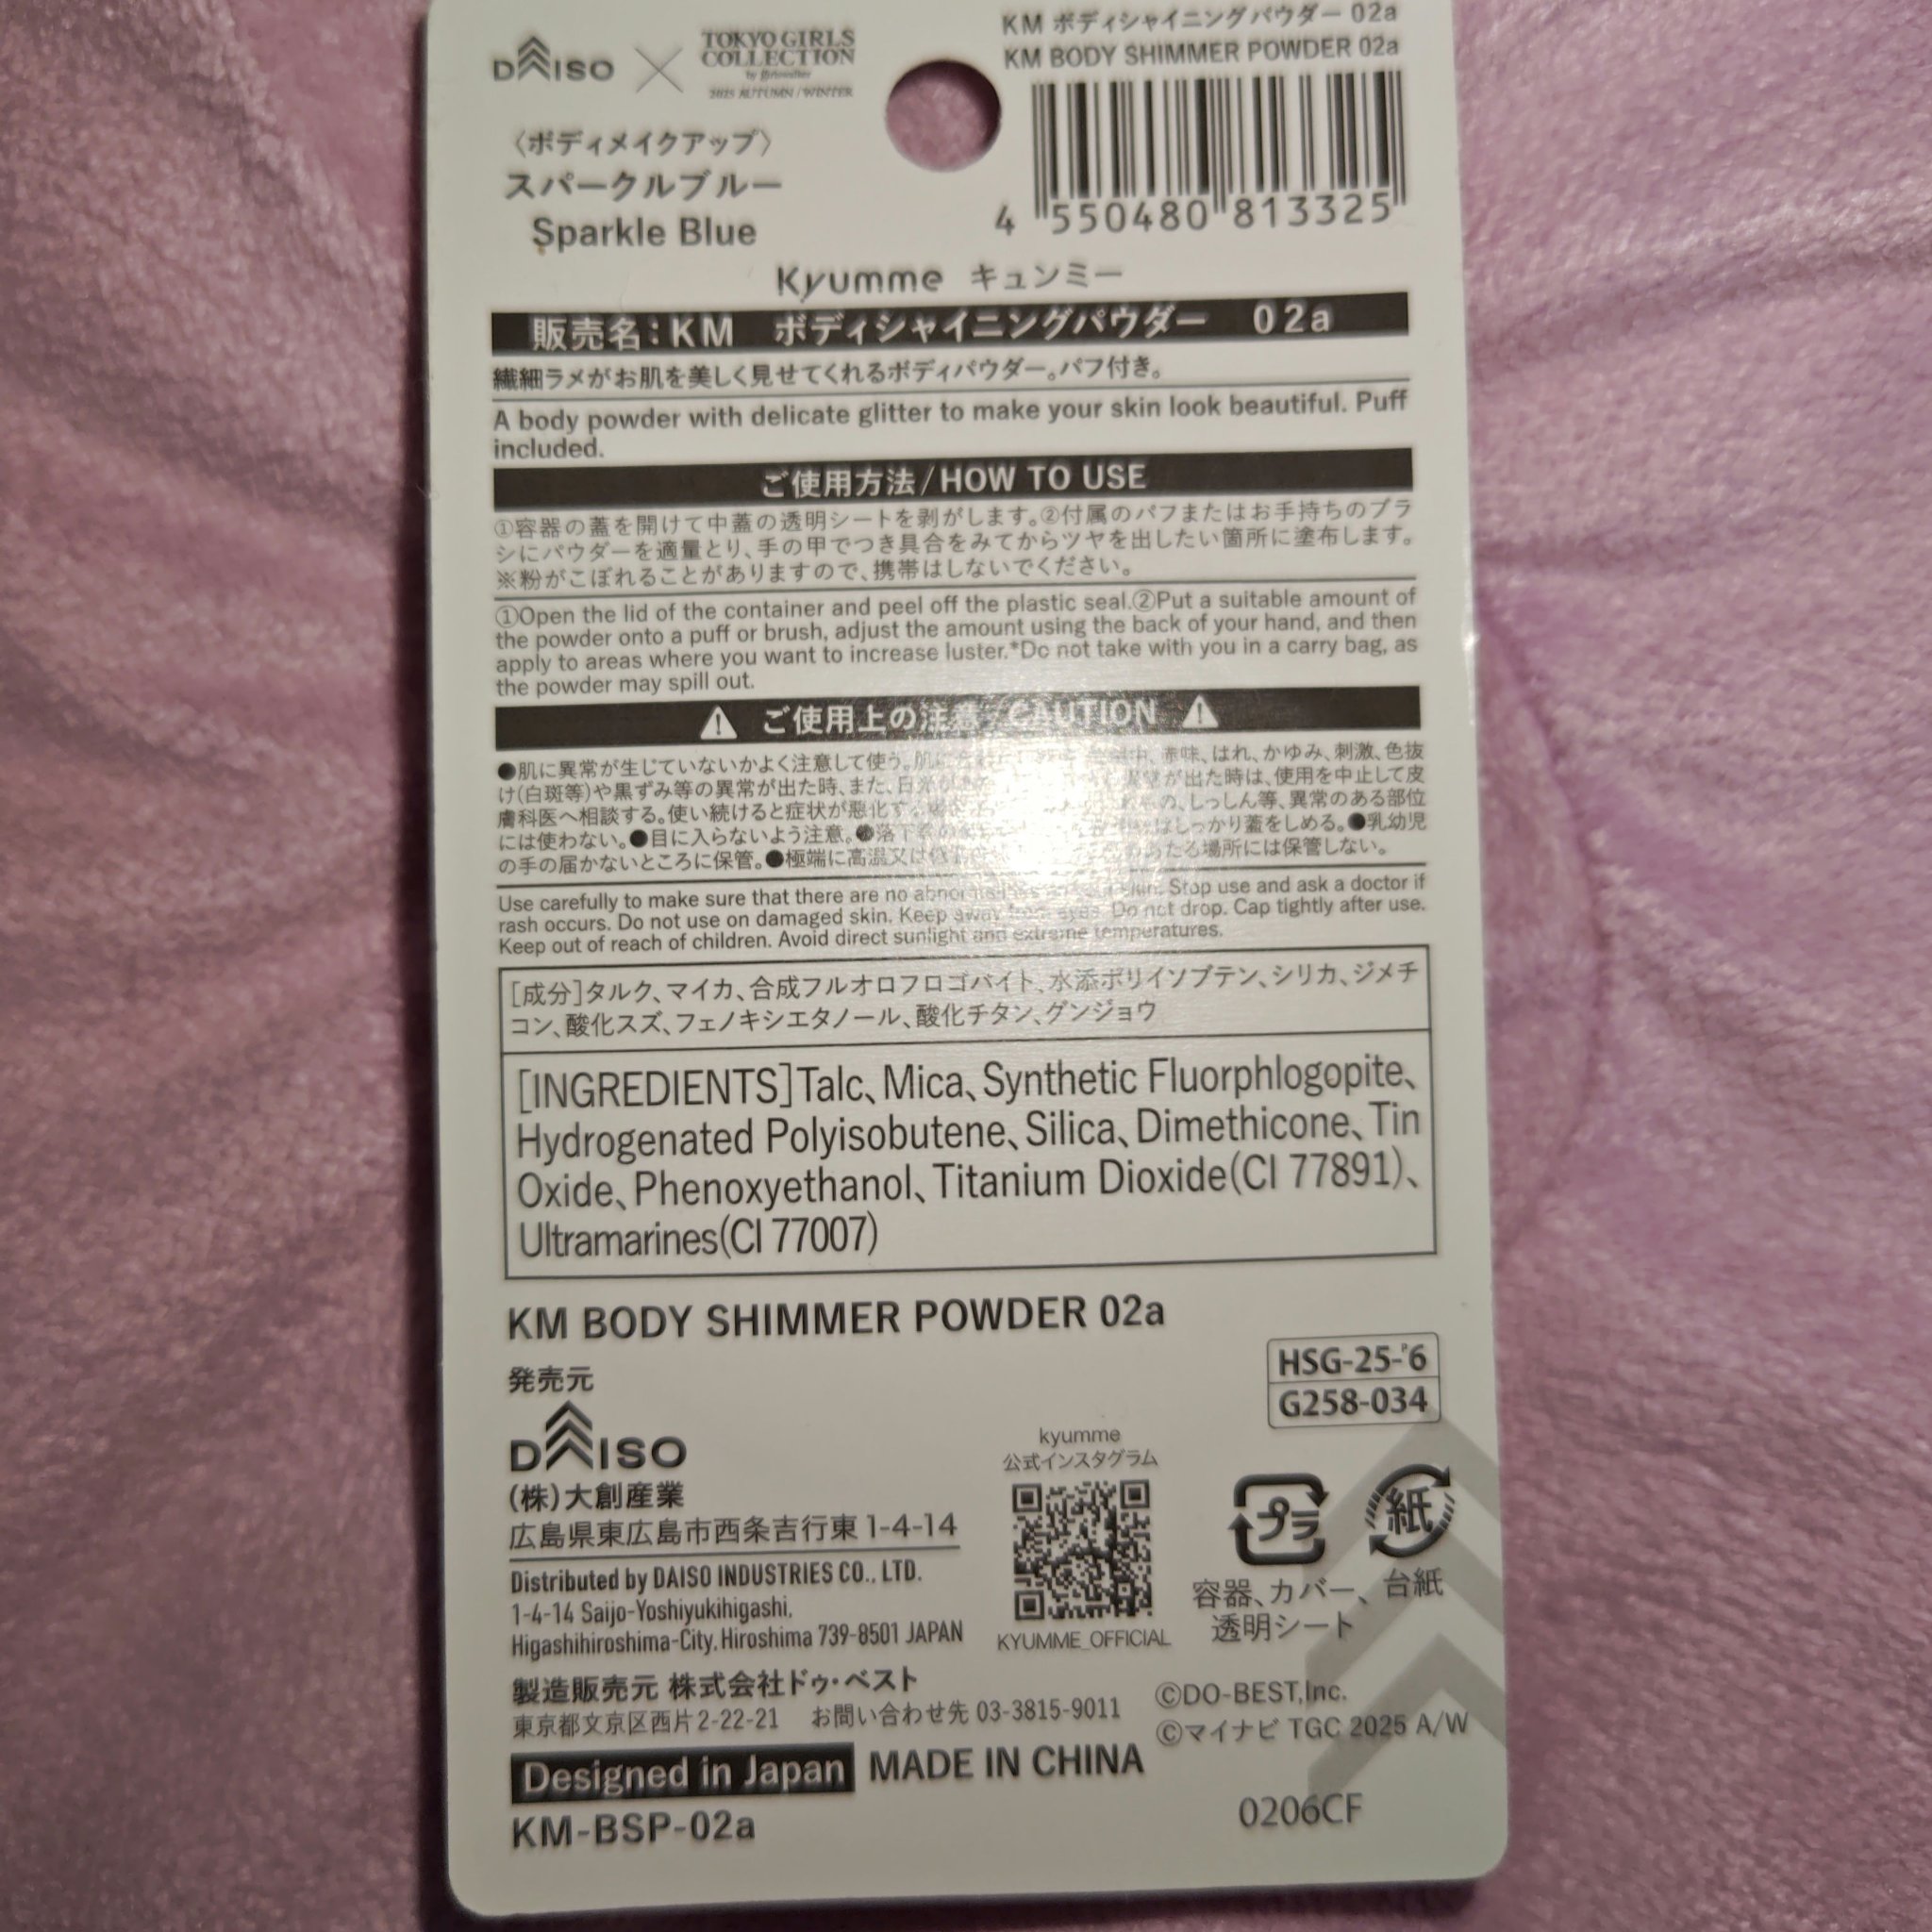 DAISO × TOKYO GIRLS COLLECTION
by girlswalker
2025 AUTUMN / WINTER
KM ボディシャイニングパウダー 02a
KM BODY SHIMMER POWDER 02a
4 550480 813325
〈ボディメイクアップ〉
スパークルブルー
Sparkle Blue
Kyumme キュンミー
販売名：KM ボディシャイニングパウダー 02a
繊細ラメがお肌を美しく見せてくれるボディパウダー。パフ付き。
A body powder with delicate glitter to make your skin look beautiful. Puff
included.
ご使用方法/HOW TO USE
①容器の蓋を開けて中蓋の透明シートを剥がします。②付属のパフまたはお手持ちのブラ
シにパウダーを適量とり、手の甲でつき具合をみてからツヤを出したい箇所に塗布します。
※粉がこぼれることがありますので、携帯はしないでください。
①Open the lid of the container and peel off the plastic seal.②Put a suitable amount of
the powder onto a puff or brush, adjust the amount using the back of your hand, and then
apply to areas where you want to increase luster.*Do not take with you in a carry bag, as
the powder may spill out.
ご使用上の注意/CAUTION
●肌に異常が生じていないかよく注意して使う。 赤味、はれ、かゆみ、刺激、色抜
け(白斑等)や黒ずみ等の異常が出た時、また、日光 が出た時は、使用を中止して皮
膚科医へ相談する。使い続けると症状が悪化す しっしん等、異常のある部位
には使わない。●目に入らないよう注意。● はしっかり蓋をしめる。●乳幼児
の手の届かないところに保管。●極端に高温又は あたる場所には保管しない。
Use carefully to make sure that there are no skin. Stop use and ask a doctor if
rash occurs. Do not use on damaged skin. Keep away from eyes. Do not drop. Cap tightly after use.
Keep out of reach of children. Avoid direct sunlight and extreme temperatures.
[成分]タルク、マイカ、合成フルオロフロゴパイト、水添ポリイソブテン、シリカ、ジメチ
コン、酸化スズ、フェノキシエタノール、酸化チタン、グンジョウ
[INGREDIENTS]Talc、Mica、Synthetic Fluorphlogopite、
Hydrogenated Polyisobutene、Silica、Dimethicone、Tin
Oxide、Phenoxyethanol、Titanium Dioxide(CI 77891)、
Ultramarines(CI 77007)
KM BODY SHIMMER POWDER 02a
HSG-25-#6
G258-034
発売元
DAISO
(株)大創産業
広島県東広島市西条吉行東1-4-14
Distributed by DAISO INDUSTRIES CO., LTD.
1-4-14 Saijo-Yoshiyukihigashi,
Higashihiroshima-City, Hiroshima 739-8501 JAPAN
kyumme
公式インスタグラム
KYUMME_OFFICIAL
プラ
紙
容器、カバー、
透明シート
台紙
製造販売元 株式会社ドゥ・ベスト
東京都文京区西片2-22-21 お問い合わせ先 03-3815-9011
©DO-BEST,Inc.
©マイナビ TGC 2025 A/W
Designed in Japan MADE IN CHINA
KM-BSP-02a
0206CF